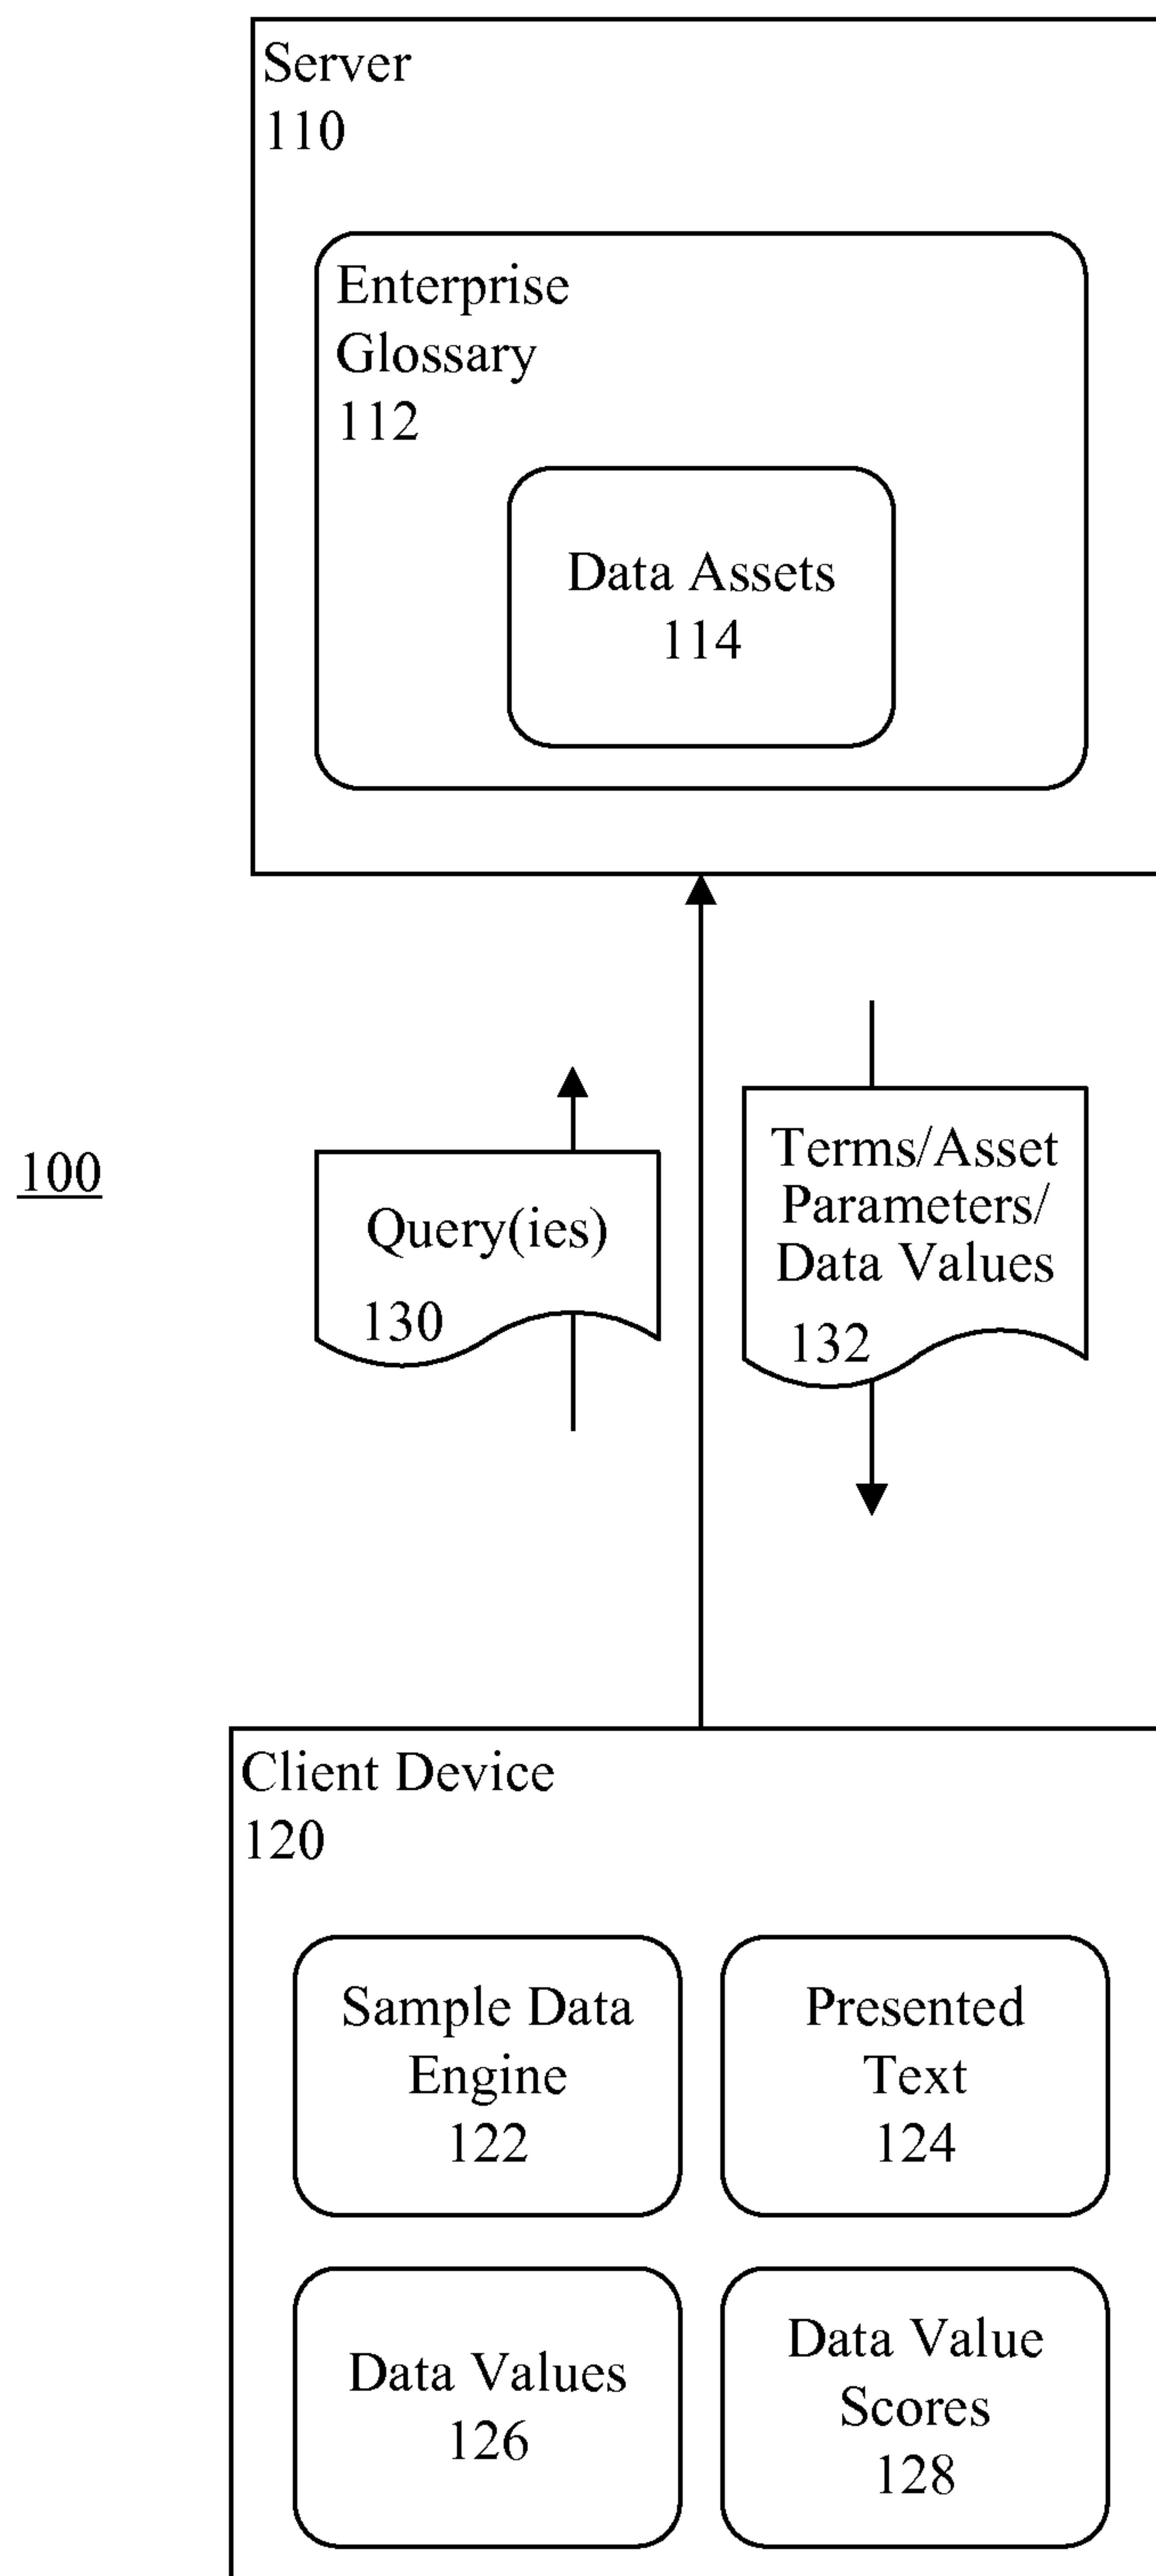 Server
110
Enterprise
Glossary
112
Data Assets
114
100
Query(ies)
130
Terms/Asset
Parameters/
Data Values
132
Client Device
120
Sample Data
Engine
122
Presented
Text
124
Data Values
126
Data Value
Scores
128